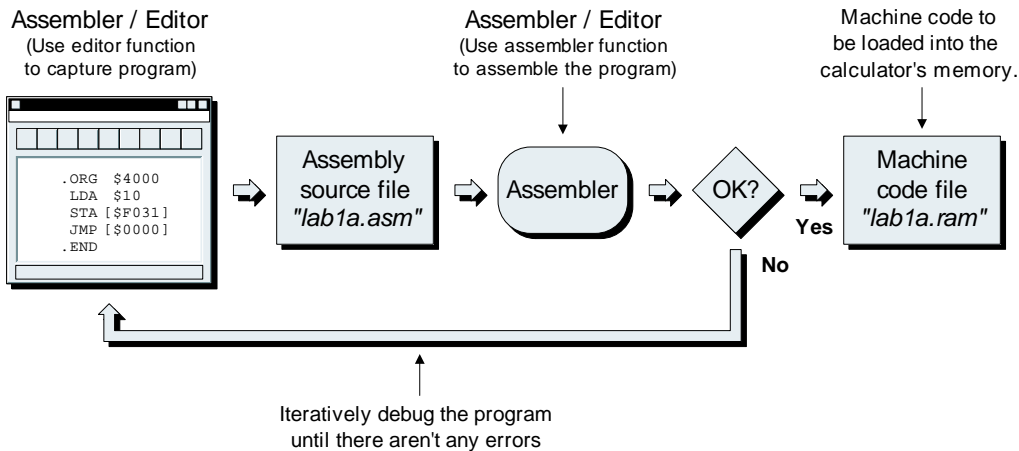 Assembler / Editor
(Use editor function
to capture program)
Assembler / Editor
(Use assembler function
to assemble the program)
Machine code to
be loaded into the
calculator's memory.
.ORG $4000
LDA $10
STA [$F031]
JMP [$0000]
.END
Assembly
source file
"lab1a.asm"
Assembler
OK?
Yes
No
Machine
code file
"lab1a.ram"
Iteratively debug the program
until there aren't any errors